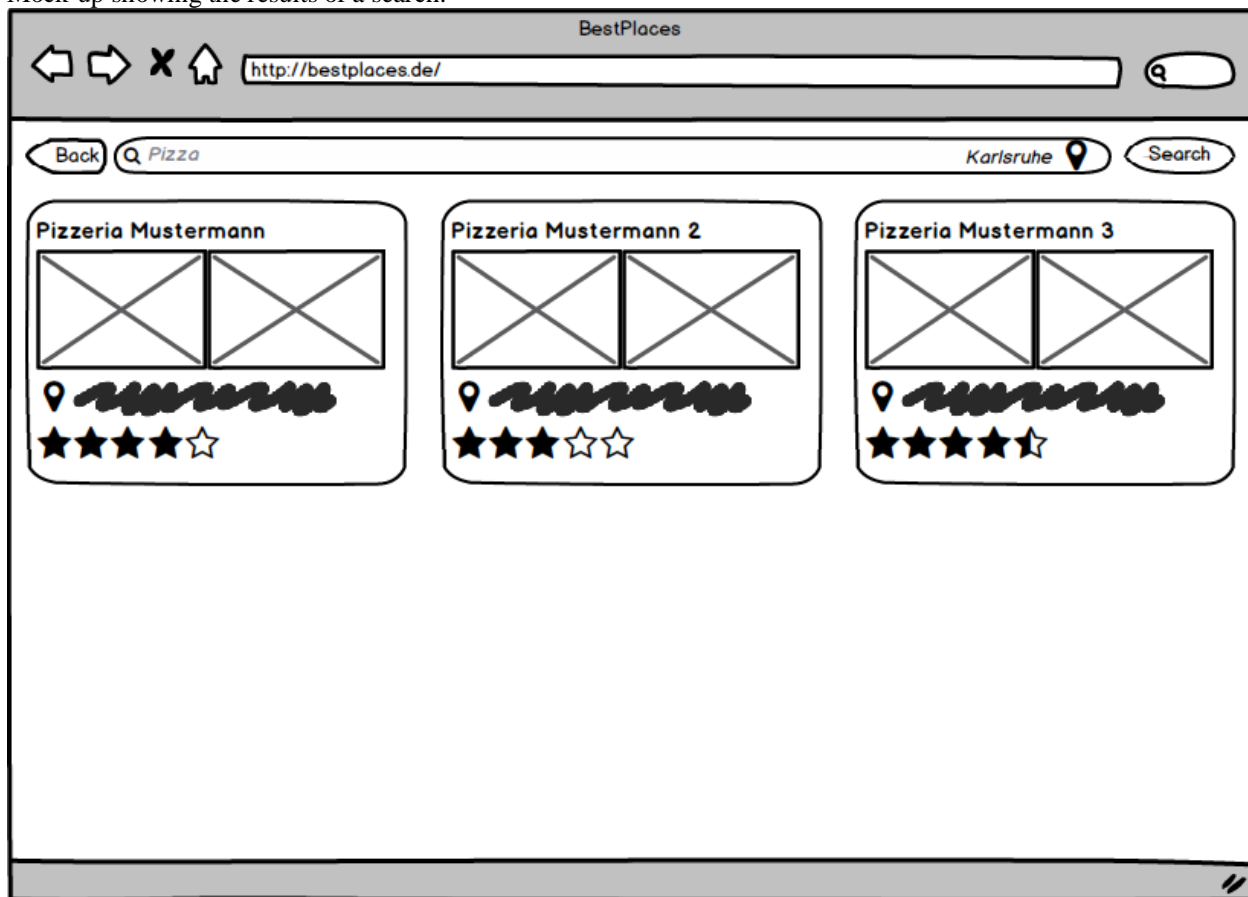 Mock-up showing the results of a search.
BestPlaces
http://bestplaces.de/
Back
Pizza
Karlsruhe
Search
Pizzeria Mustermann
Pizzeria Mustermann 2
Pizzeria Mustermann 3